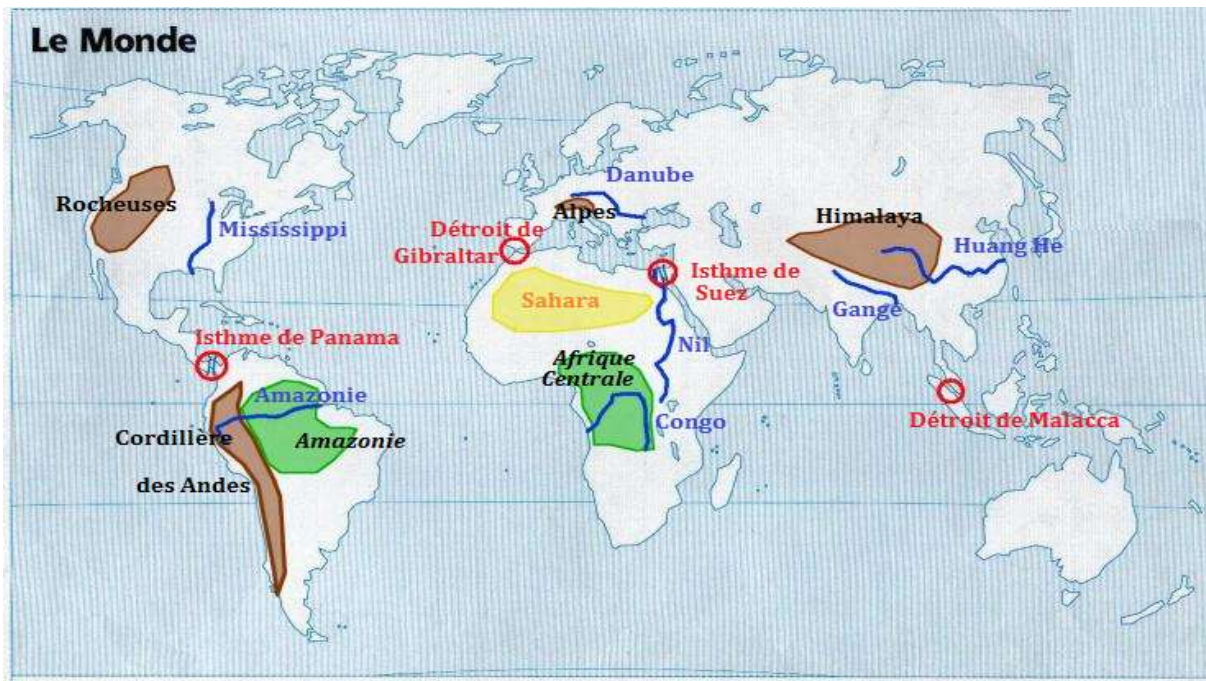 Le Monde
Rocheuses
Mississippi
Danube
Alpes
Détroit de
Gibraltar
Himalaya
Huang He
Isthme de
Suez
Gange
Sahara
Nil
Isthme de Panama
Afrique
Centrale
Amazonie
Cordillère
Amazonie
Congo
Détroit de Malacca
des Andes